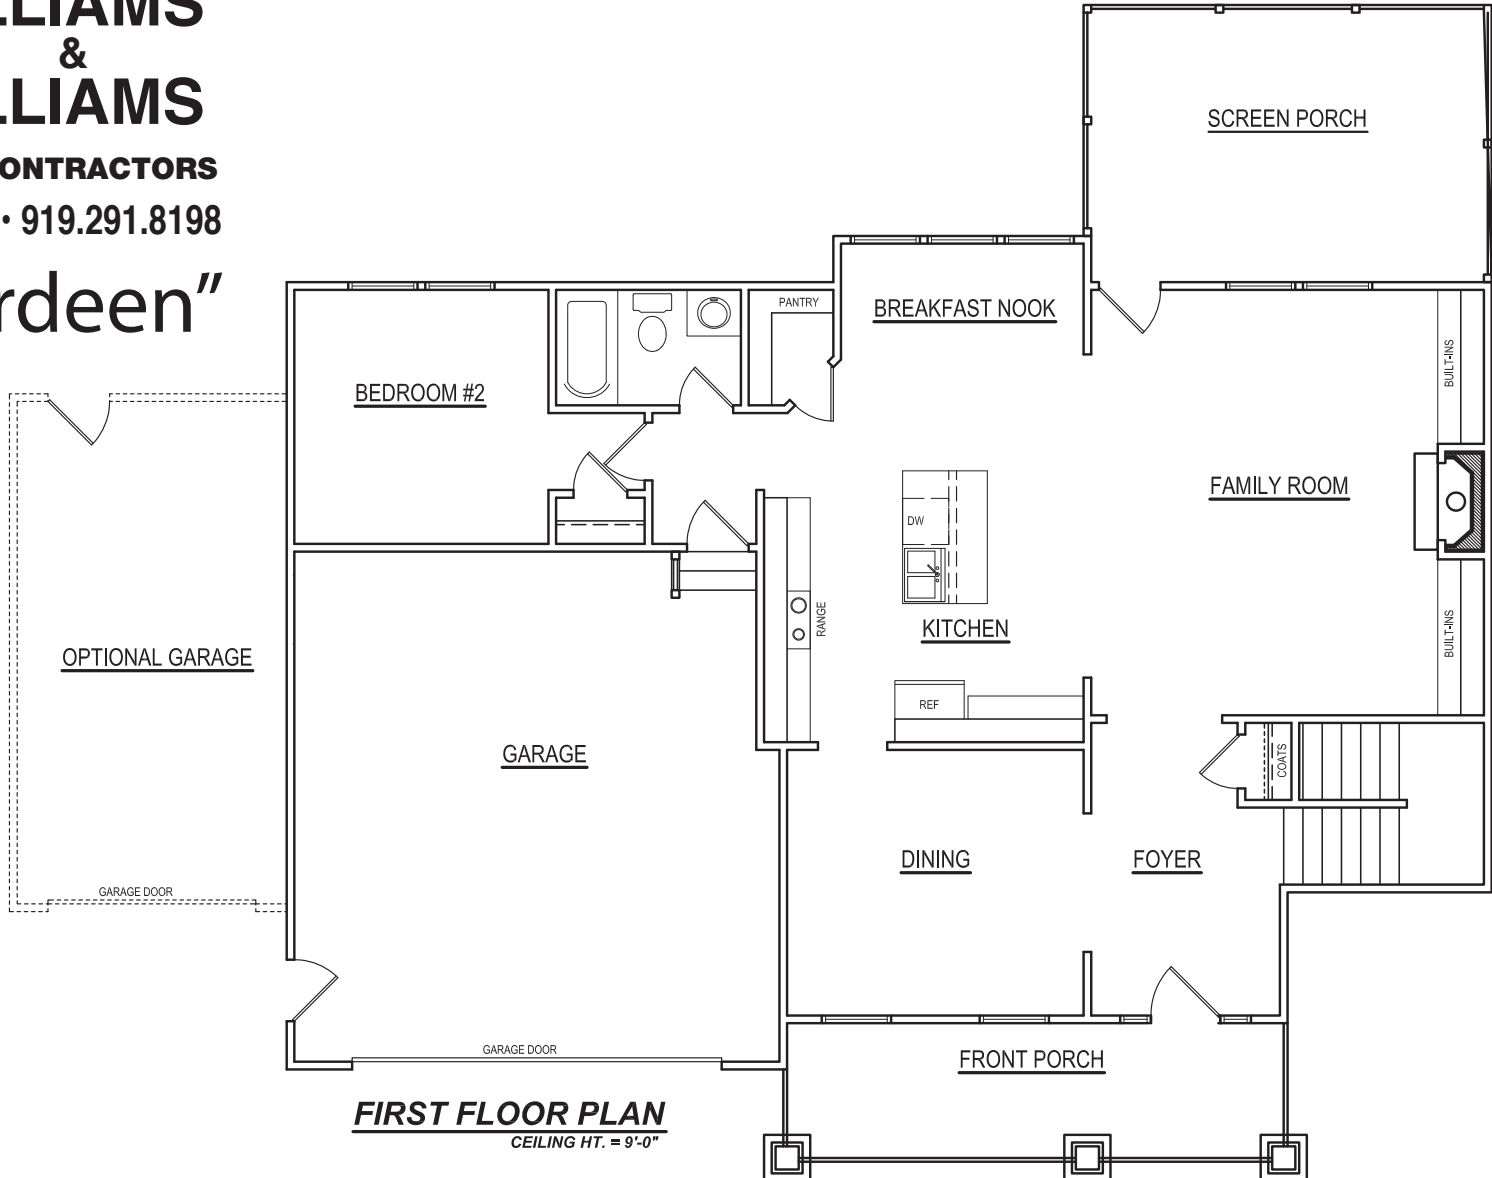 LLIAMS
&
LLIAMS
ONTRACTORS
• 919.291.8198
rdeen”
SCREEN PORCH
BREAKFAST NOOK
PANTRY
BEDROOM #2
BUILT-INS
FAMILY ROOM
DW
RANGE
KITCHEN
BUILT-INS
OPTIONAL GARAGE
REF
GARAGE
COATS
DINING
FOYER
GARAGE DOOR
GARAGE DOOR
FRONT PORCH
FIRST FLOOR PLAN
CEILING HT. = 9'-0"